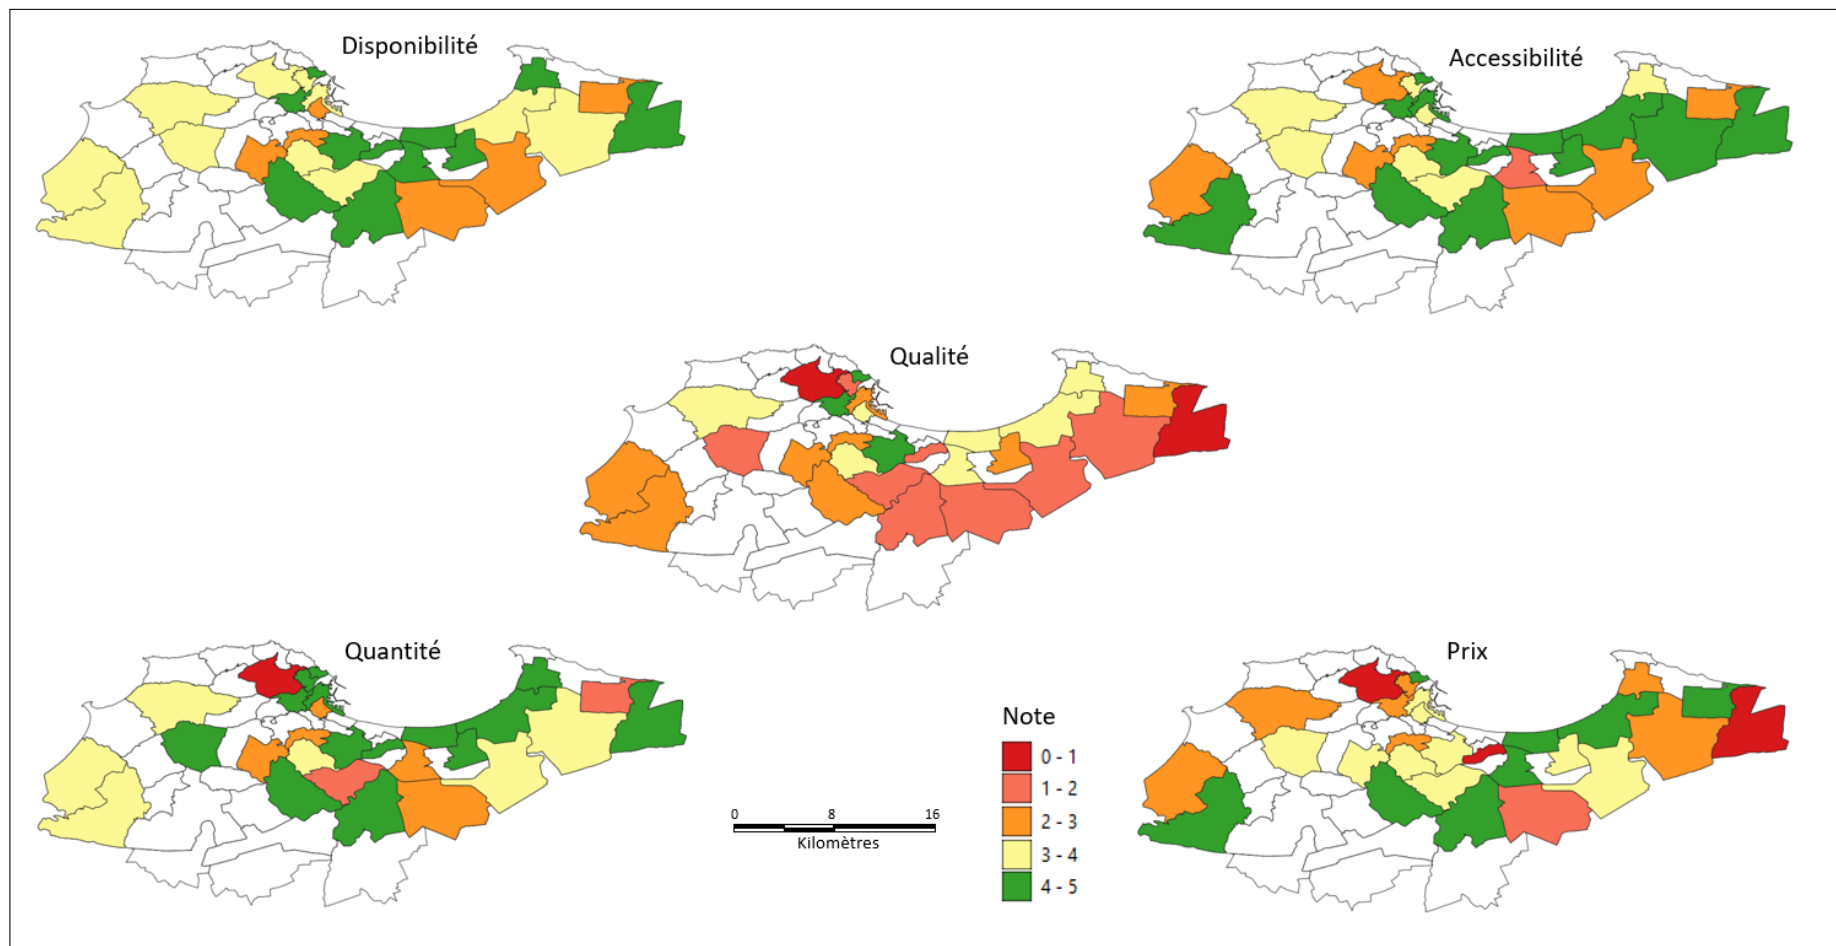 Disponibilité
Accessibilité
Qualité
Quantité
Prix
Note
0 - 1
1 - 2
2 - 3
3 - 4
4 - 5
0 8 16
Kilomètres